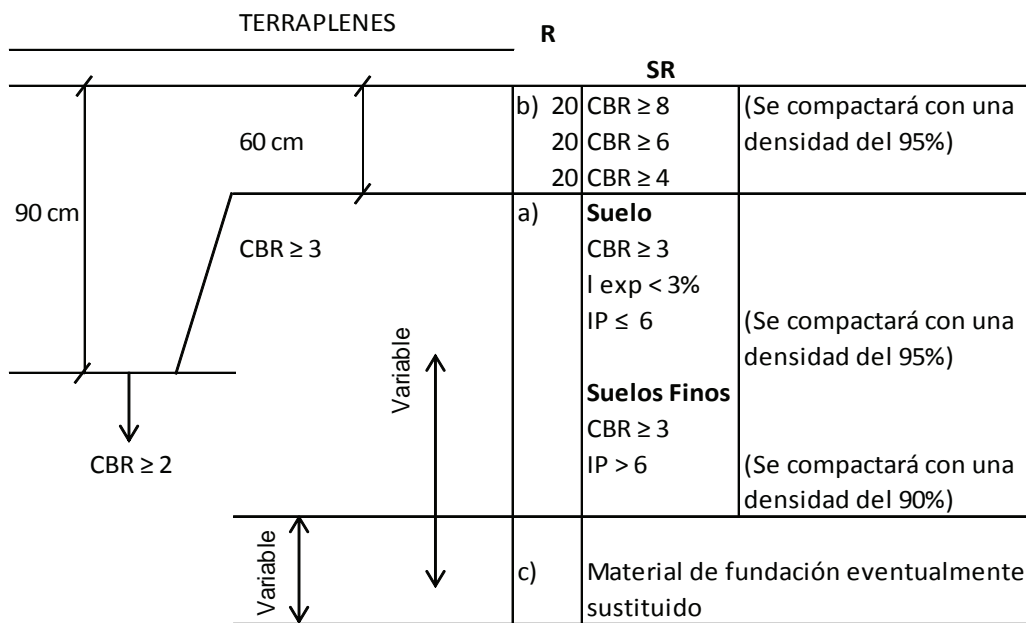 TERRAPLENES
R
SR
b) 20 CBR ≥ 8 (Se compactará con una
60 cm 20 CBR ≥ 6 densidad del 95%)
20 CBR ≥ 4
90 cm a) Suelo
CBR ≥ 3 CBR ≥ 3
l exp < 3%
IP ≤ 6 (Se compactará con una
densidad del 95%)
Variable
Suelos Finos
CBR ≥ 3
CBR ≥ 2 IP > 6 (Se compactará con una
densidad del 90%)
Variable
c) Material de fundación eventualmente
sustituido